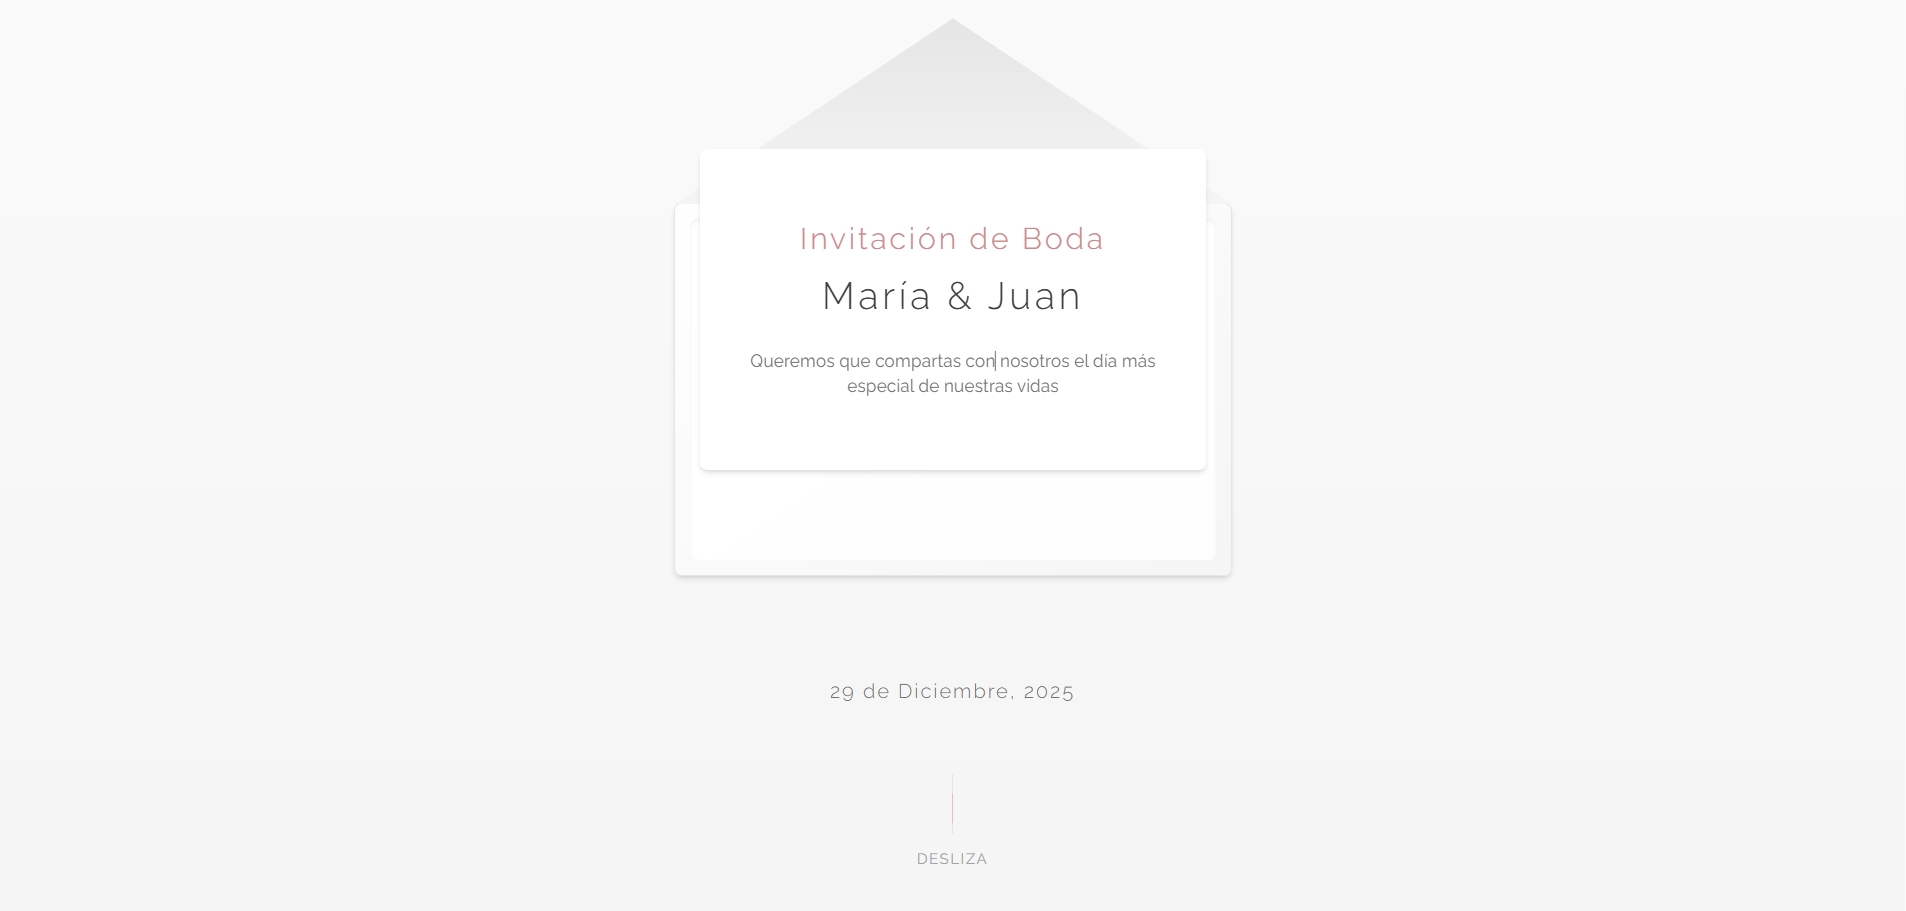 Invitación de Boda
María & Juan
Queremos que compartas con nosotros el día más
especial de nuestras vidas
29 de Diciembre, 2025
DESLIZA